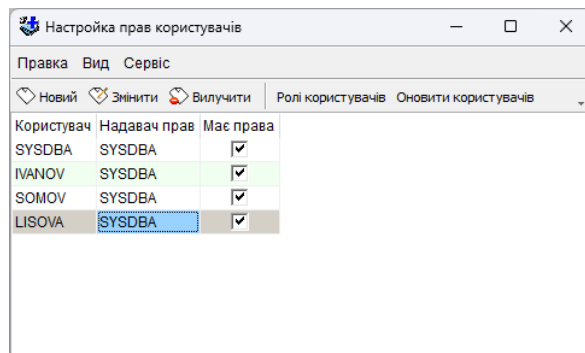 Настройка прав користувачів
Правка Вид Сервіс
Новий Змінити Вилучити Ролі користувачів Оновити користувачів
Користувач Надавач прав Має права
SYSDBA SYSDBA
IVANOV SYSDBA
SOMOV SYSDBA
LISOVA SYSDBA